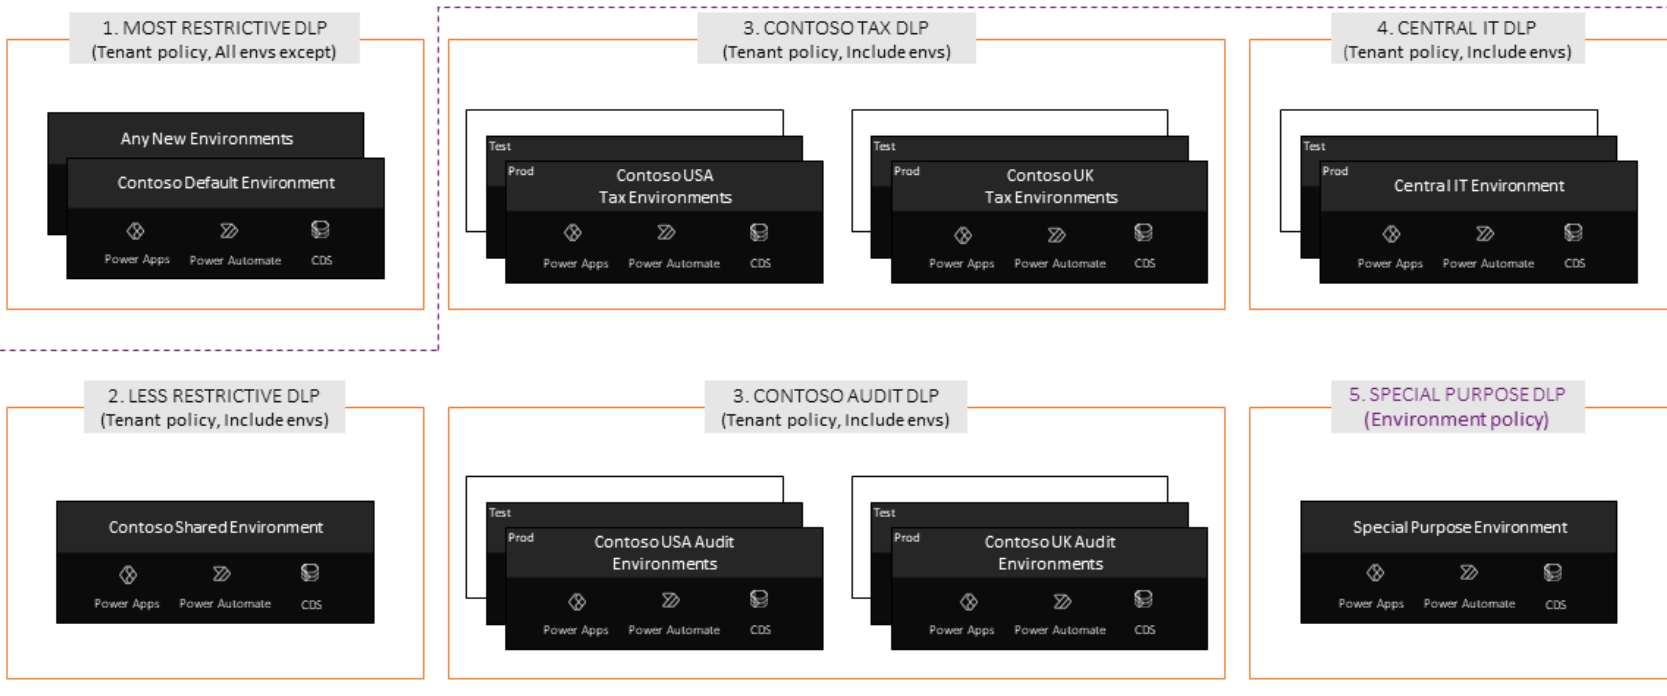 1. MOST RESTRICTIVE DLP
(Tenant policy, All envs except)
Any New Environments
Contoso Default Environment
Power Apps
Power Automate
CDS
3. CONTOSO TAX DLP
(Tenant policy, Include envs)
Test
Prod
Contoso USA
Tax Environments
Power Apps
Power Automate
CDS
Test
Prod
Contoso UK
Tax Environments
Power Apps
Power Automate
CDS
4. CENTRAL IT DLP
(Tenant policy, Include envs)
Test
Prod
Central IT Environment
Power Apps
Power Automate
CDS
2. LESS RESTRICTIVE DLP
(Tenant policy, Include envs)
Contoso Shared Environment
Power Apps
Power Automate
CDS
3. CONTOSO AUDIT DLP
(Tenant policy, Include envs)
Test
Prod
Contoso USA Audit
Environments
Power Apps
Power Automate
CDS
Test
Prod
Contoso UK Audit
Environments
Power Apps
Power Automate
CDS
5. SPECIAL PURPOSE DLP
(Environment policy)
Special Purpose Environment
Power Apps
Power Automate
CDS